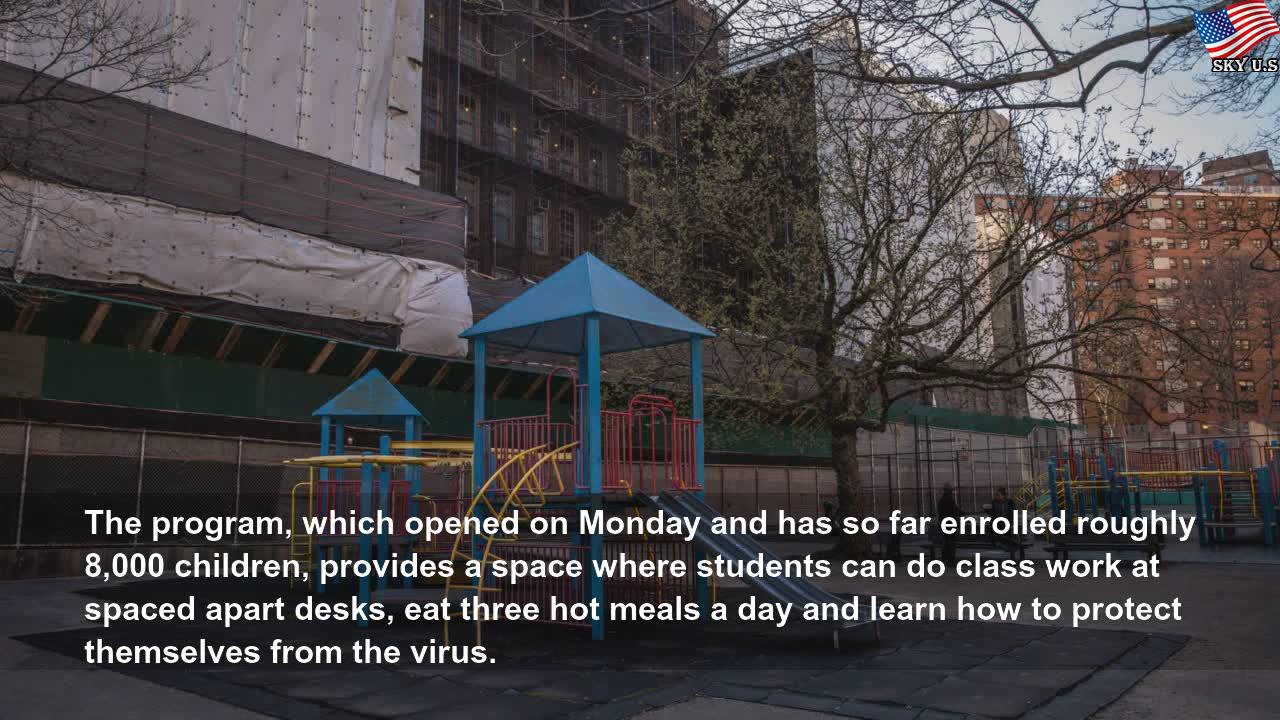 SKY U.S
The program, which opened on Monday and has so far enrolled roughly
8,000 children, provides a space where students can do class work at
spaced apart desks, eat three hot meals a day and learn how to protect
themselves from the virus.